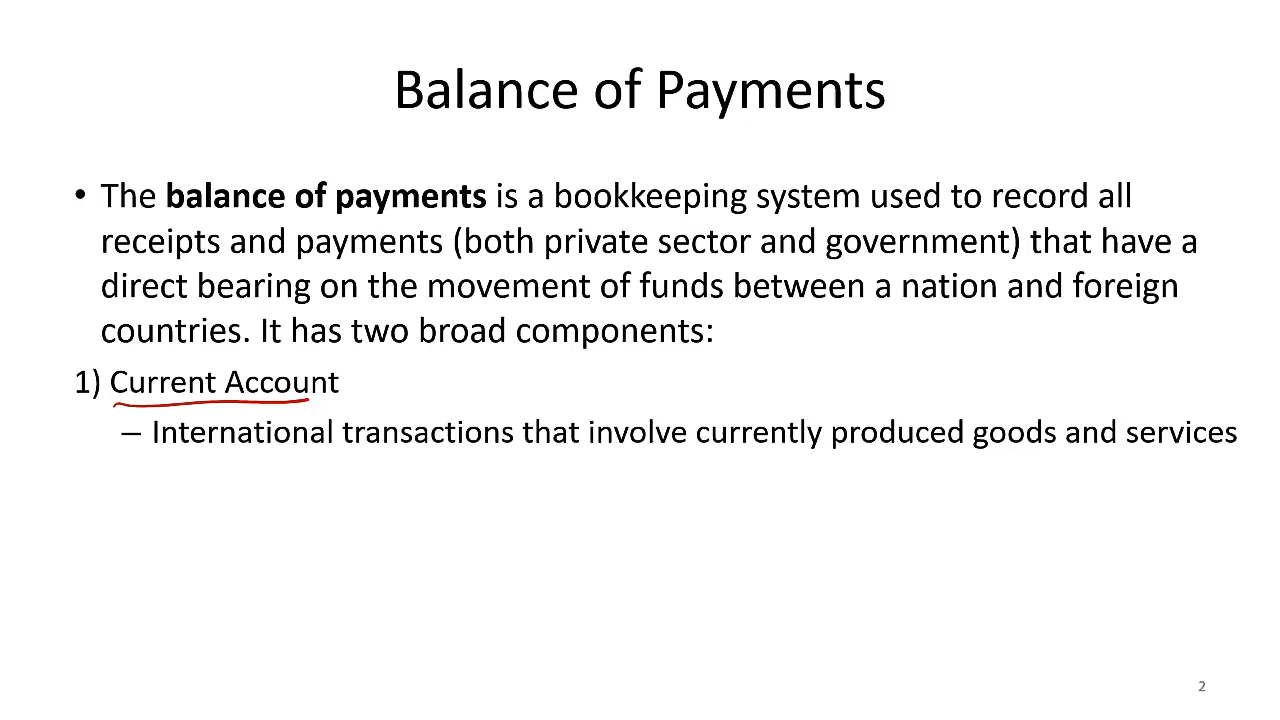 Balance of Payments
• The balance of payments is a bookkeeping system used to record all
receipts and payments (both private sector and government) that have a
direct bearing on the movement of funds between a nation and foreign
countries. It has two broad components:
1) Current Account
– International transactions that involve currently produced goods and services
2